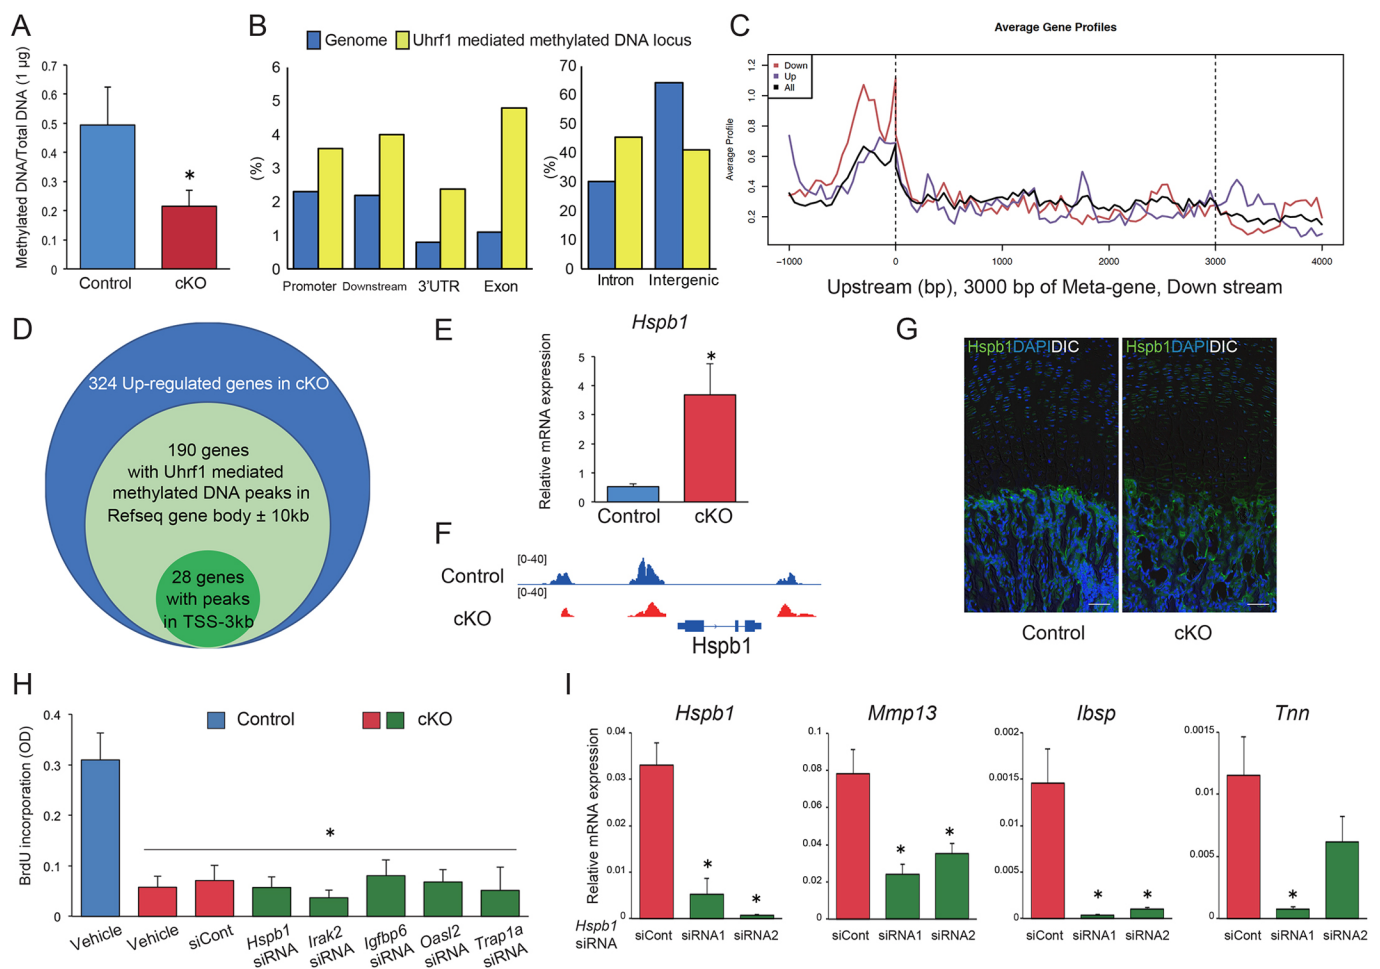 A
Methylated DNA/Total DNA (1 µg)
0.7
0.6
0.5
0.4
0.3
0.2
0.1
0
*
Control
cKO
B
Genome
Uhrf1 mediated methylated DNA locus
(%)
6
5
4
3
2
1
0
Promoter
Downstream
3'UTR
Exon
(%)
70
60
50
40
30
20
10
0
Intron
Intergenic
C
Average Gene Profiles
Average Profile
1.2
1.0
0.8
0.6
0.4
0.2
Down
Up
All
−1000
0
1000
2000
3000
4000
Upstream (bp), 3000 bp of Meta-gene, Down stream
D
324 Up-regulated genes in cKO
190 genes
with Uhrf1 mediated
methylated DNA peaks in
Refseq gene body ± 10kb
28 genes
with peaks
in TSS-3kb
E
Hspb1
Relative mRNA expression
5
4
3
2
1
0
*
Control
cKO
F
[0-40]
Control
[0-40]
cKO
Hspb1
G
Hspb1DAPIDIC
Hspb1DAPIDIC
Control
cKO
H
Control
cKO
BrdU incorporation (OD)
0.4
0.3
0.2
0.1
0
*
Vehicle
Vehicle
siCont
Hspb1
siRNA
Irak2
siRNA
Igfbp6
siRNA
Oasl2
siRNA
Trap1a
siRNA
I
Relative mRNA expression
Hspb1
0.04
0.03
0.02
0.01
0
*
*
Hspb1
siRNA
siCont
siRNA1
siRNA2
Mmp13
0.1
0.08
0.06
0.04
0.02
0
*
*
siCont
siRNA1
siRNA2
Ibsp
0.002
0.0015
0.001
0.0005
0
*
*
siCont
siRNA1
siRNA2
Tnn
0.015
0.01
0.005
0
*
siCont
siRNA1
siRNA2